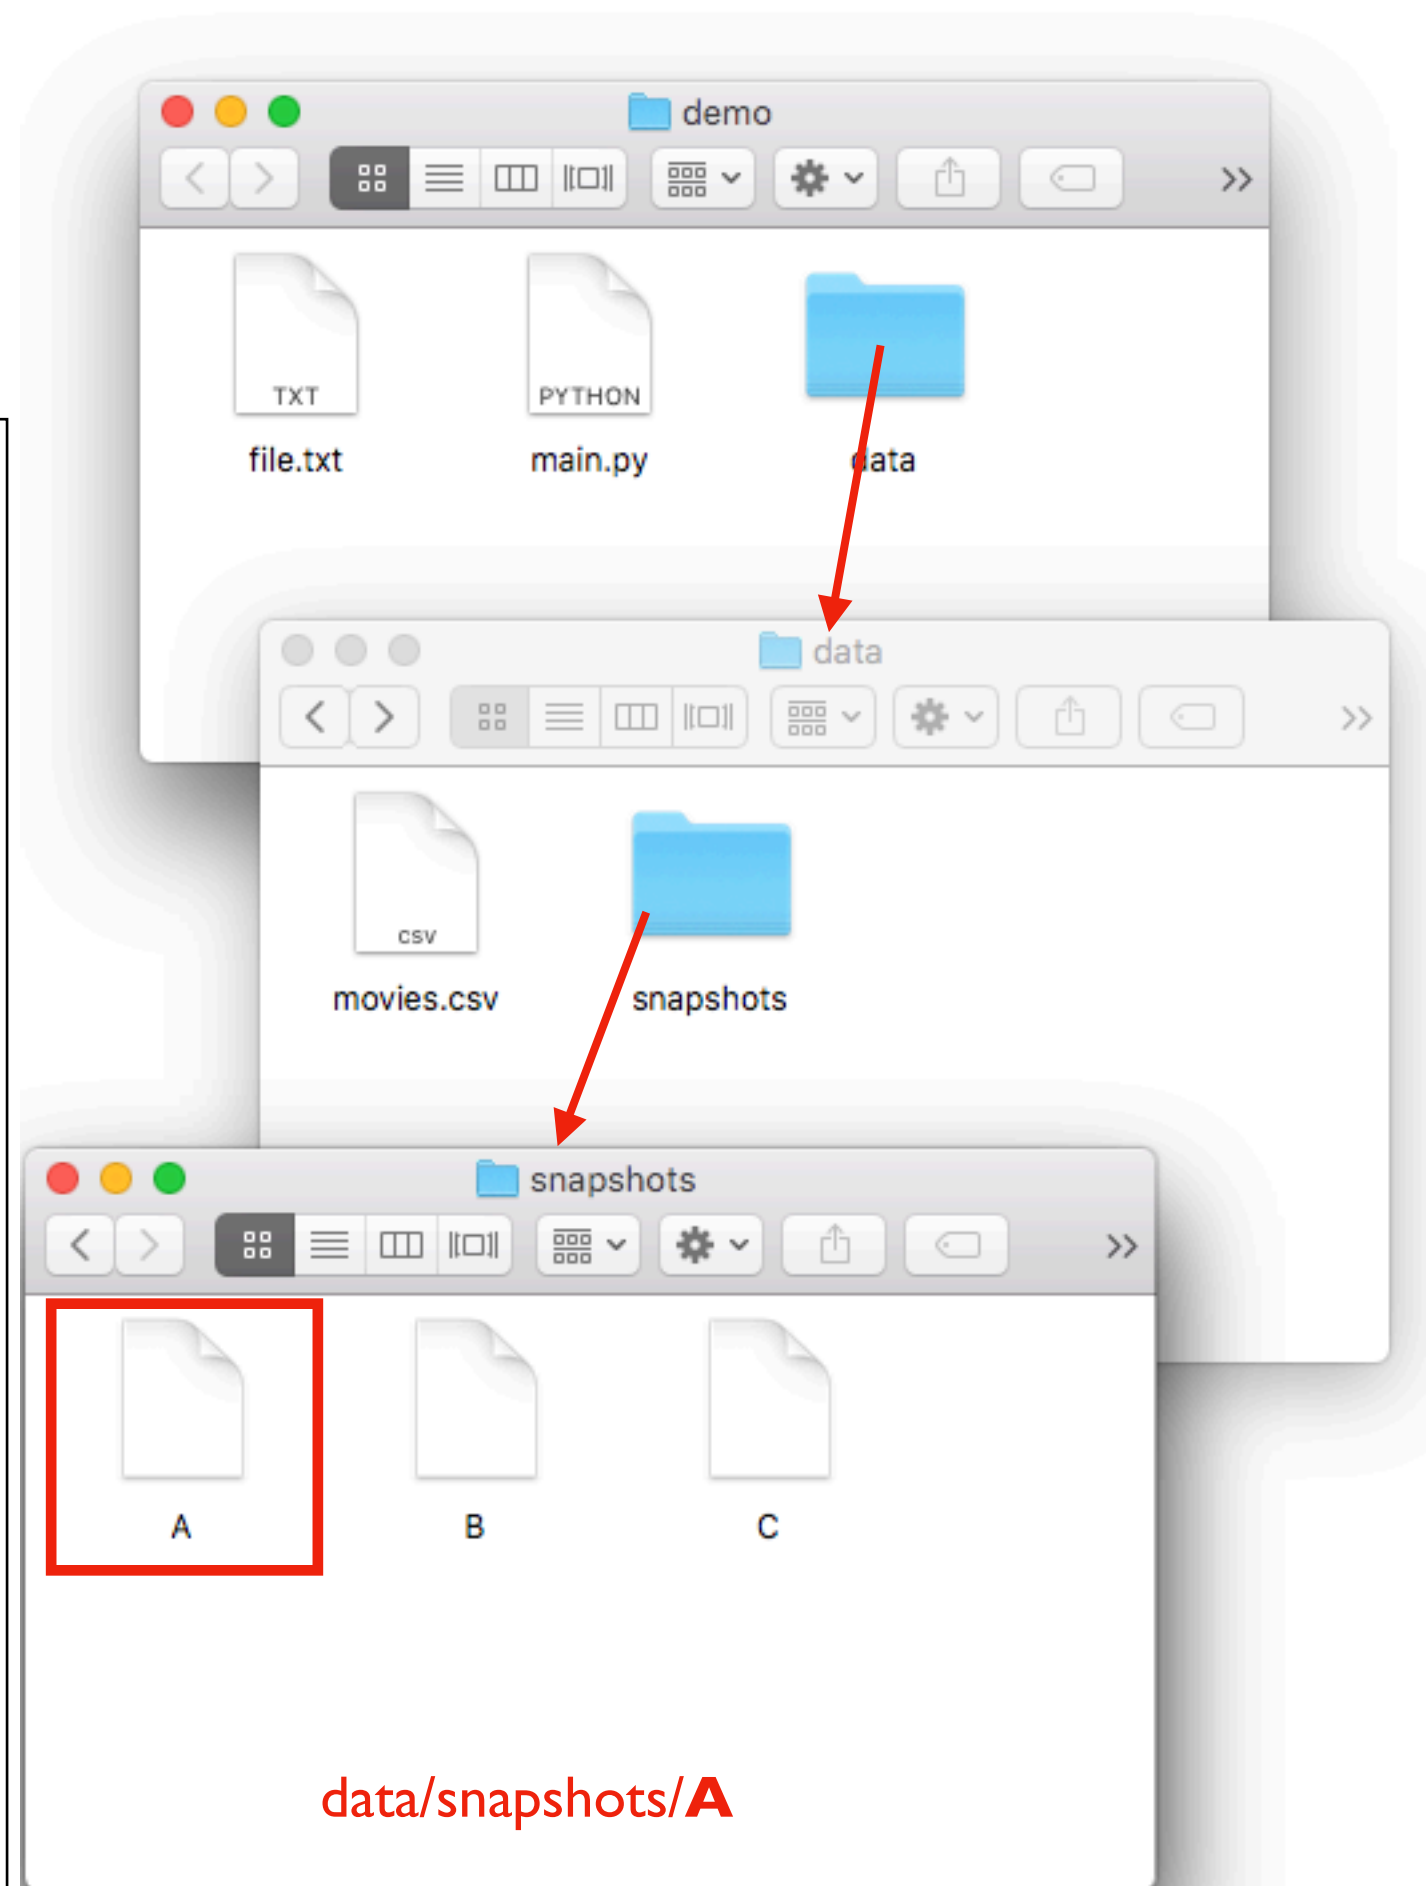 demo
TXT PYTHON
file.txt main.py data
data
csv
movies.csv snapshots
snapshots
A B C
data/snapshots/A